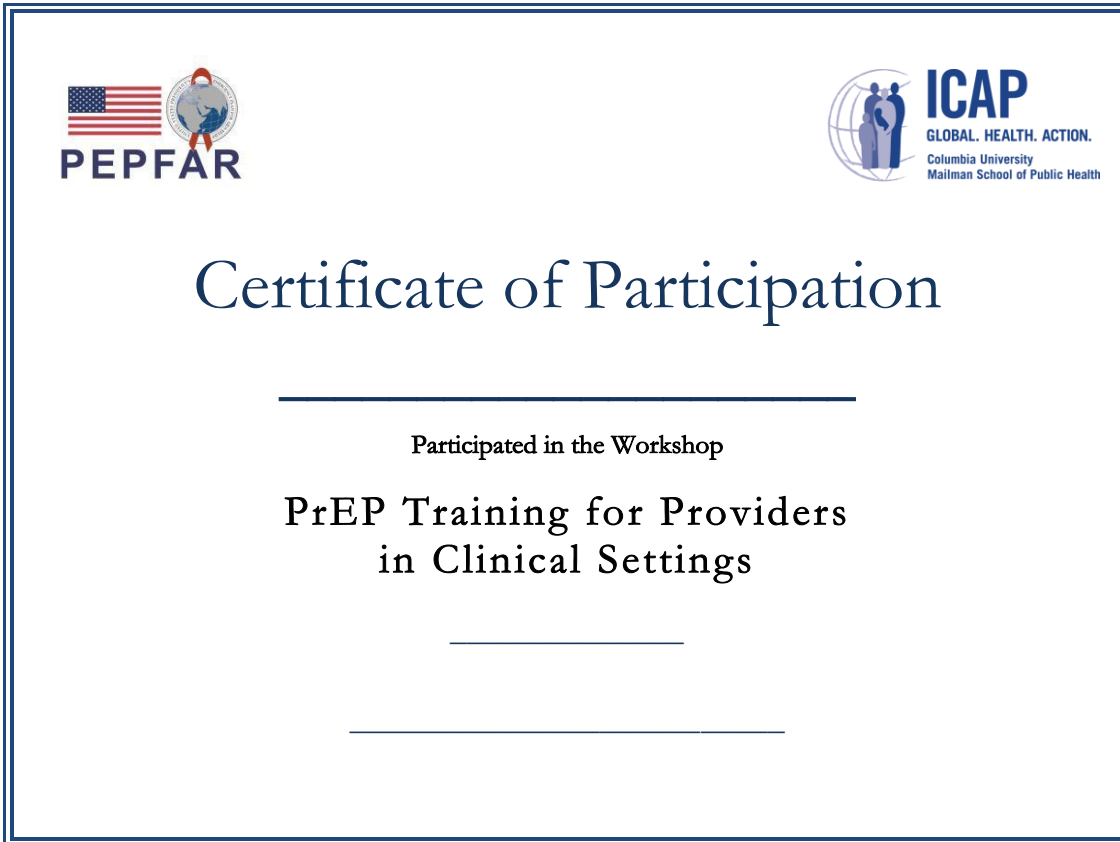 PEPFAR
ICAP
GLOBAL. HEALTH. ACTION.
Columbia University
Mailman School of Public Health
Certificate of Participation
Participated in the Workshop
PrEP Training for Providers
in Clinical Settings